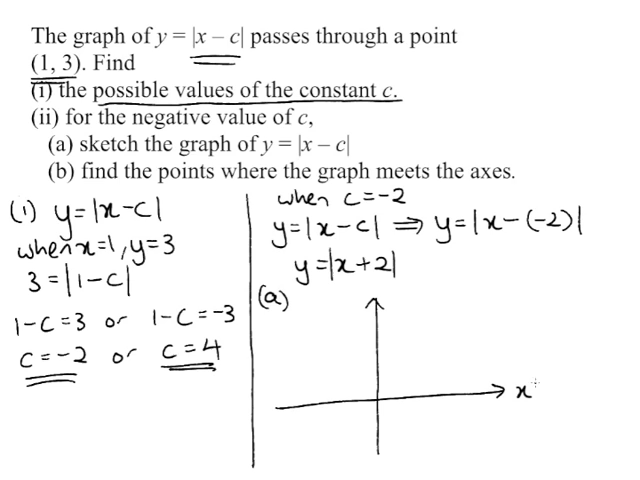 The graph of y = |x – c| passes through a point
(1, 3). Find
(i) the possible values of the constant c.
(ii) for the negative value of c,
(a) sketch the graph of y = |x – c|
(b) find the points where the graph meets the axes.
(i) y=|x-c|
when x=1, y=3
3=|1-c|
1-c=3 or 1-c=-3
c=-2 or c=4
when c=-2
y=|x-c| ⇒ y=|x-(-2)|
y=|x+2|
(a)
x